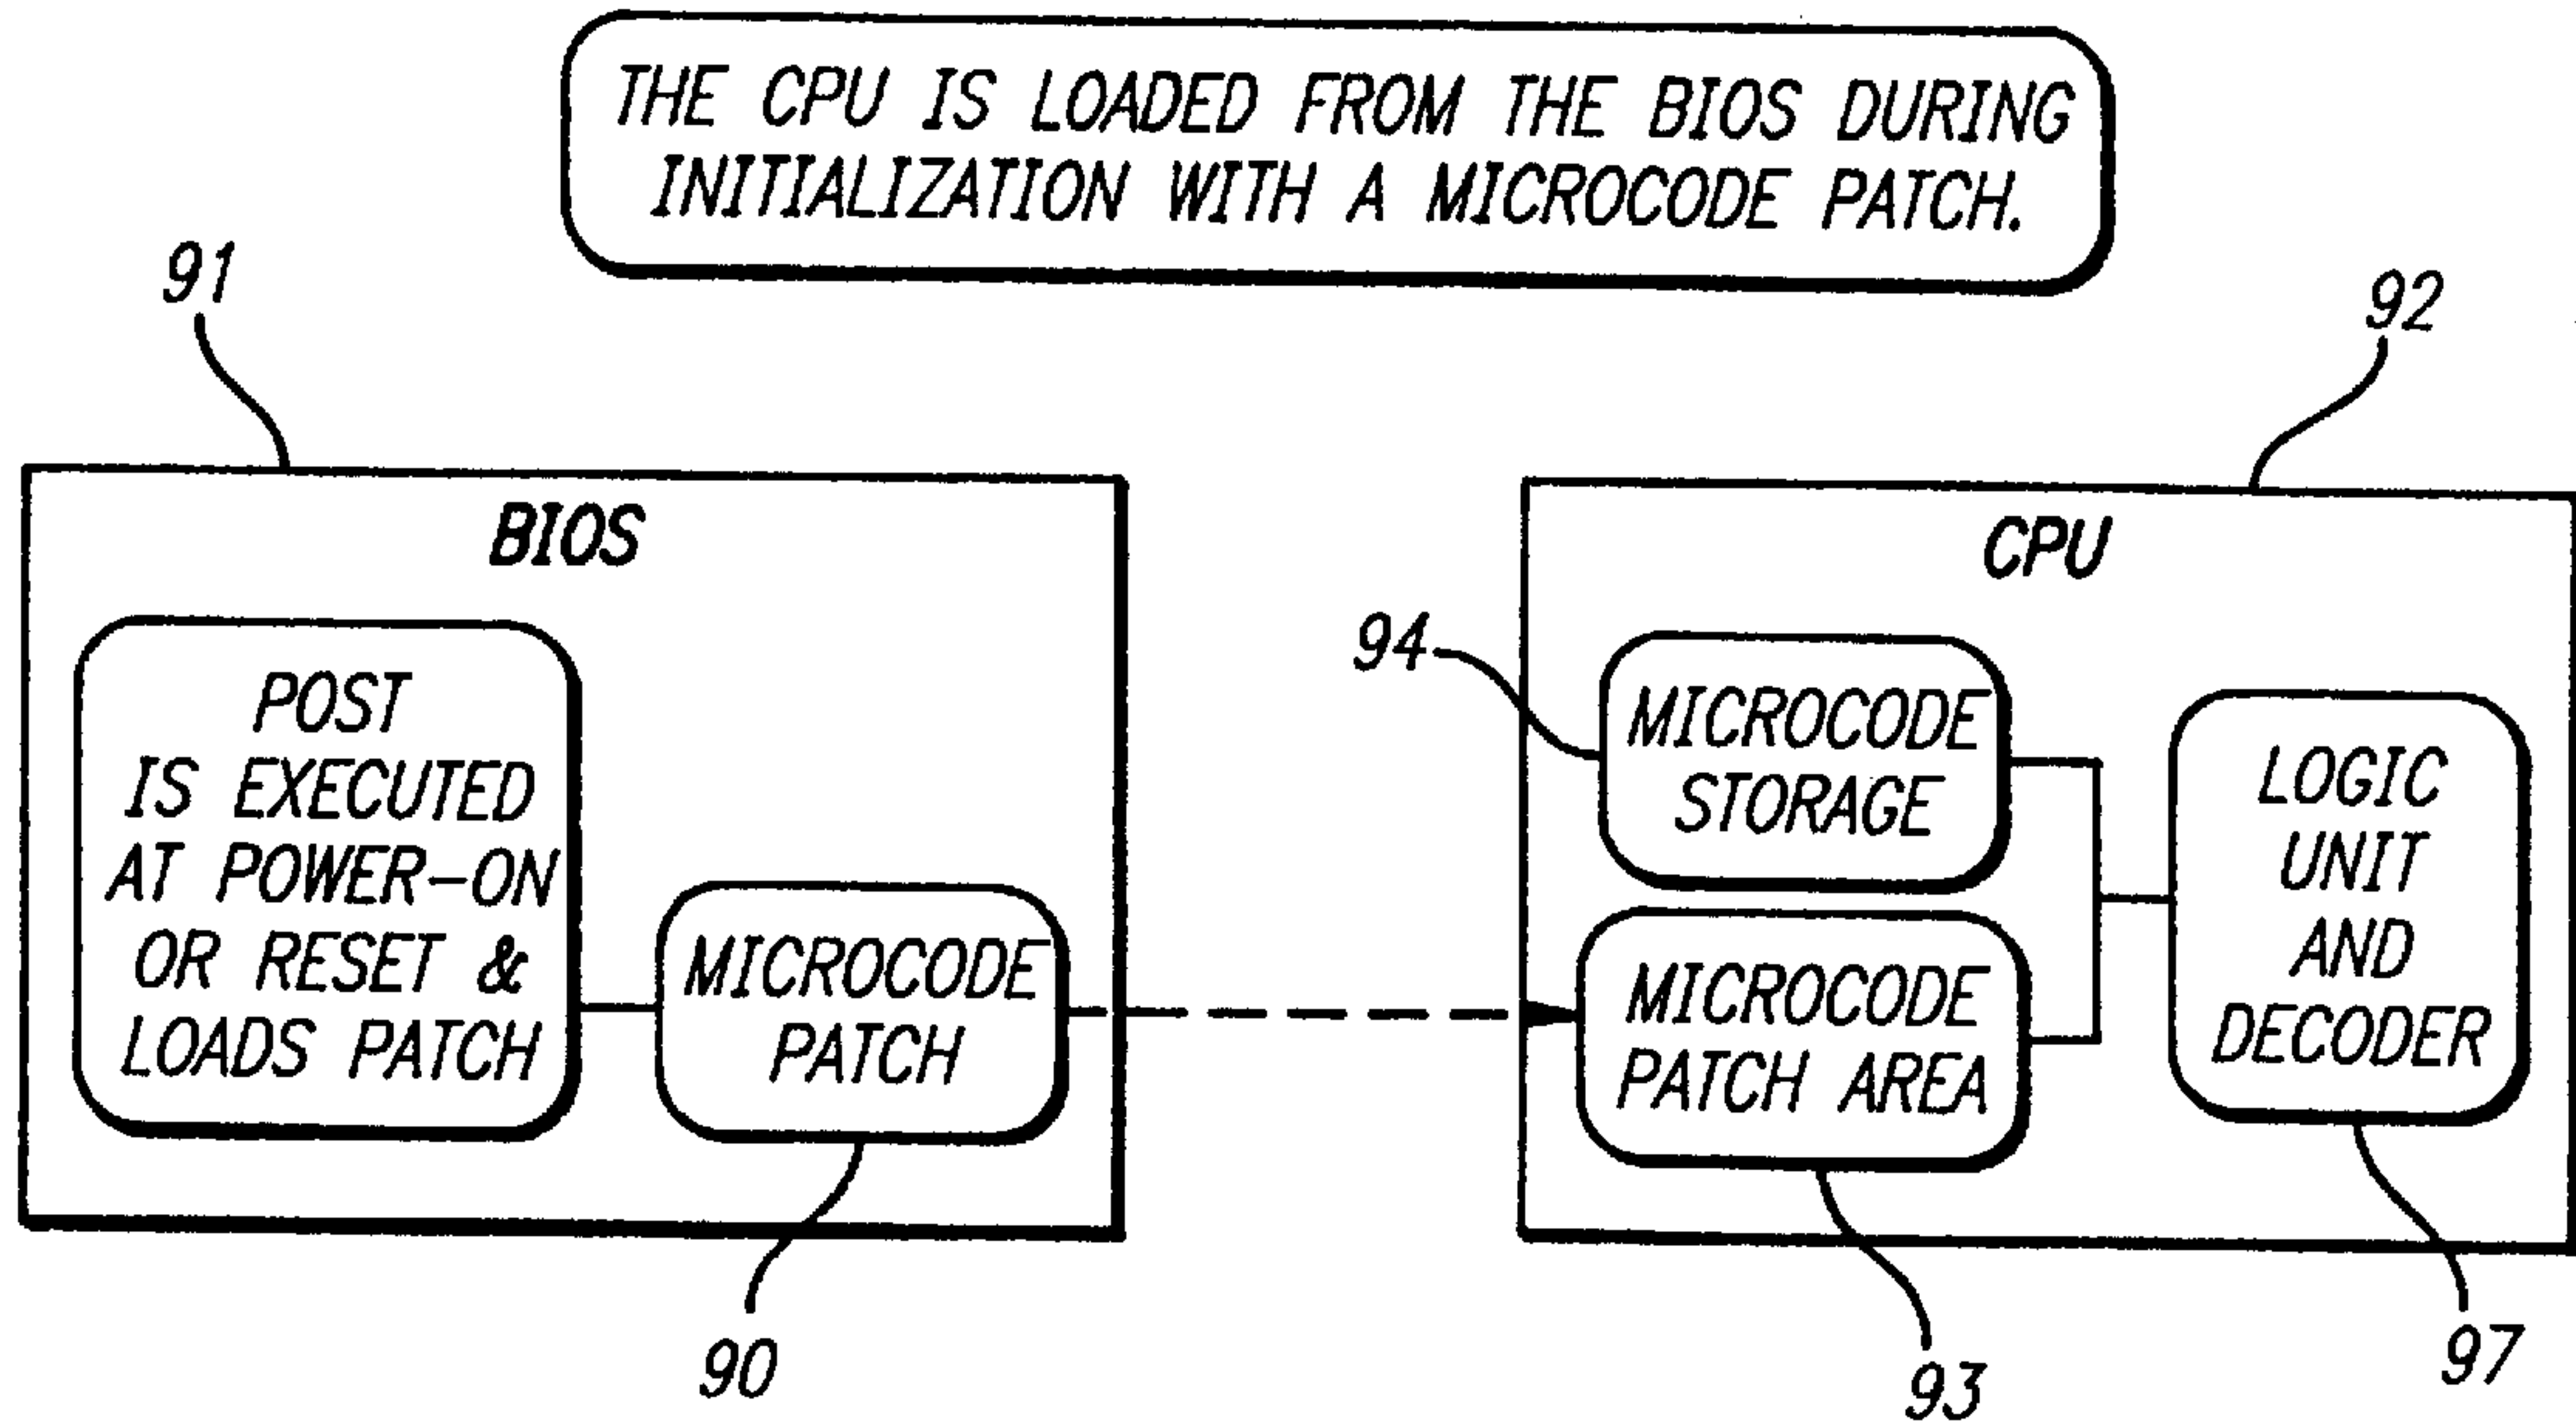 THE CPU IS LOADED FROM THE BIOS DURING
INITIALIZATION WITH A MICROCODE PATCH.
91
92
BIOS
POST
IS EXECUTED
AT POWER-ON
OR RESET &
LOADS PATCH
MICROCODE
PATCH
90
CPU
94
MICROCODE
STORAGE
MICROCODE
PATCH AREA
93
LOGIC
UNIT
AND
DECODER
97